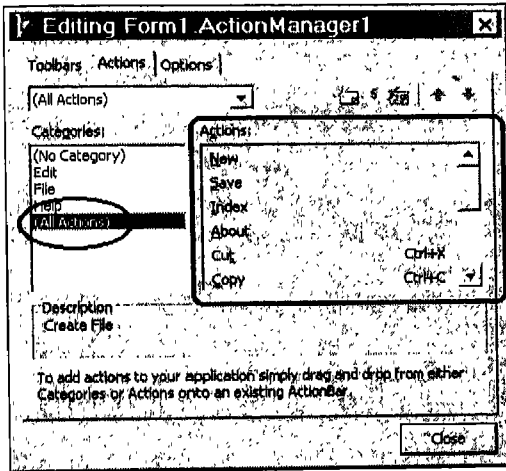 Editing Form1.ActionManager1
Toolbars Actions Options
(All Actions)
Categories: Actions:
(No Category)
Edit
File
Help
(All Actions)
New
Save
Index
About
Cut Ctrl+X
Copy Ctrl+C
Description
Create File
To add actions to your application simply drag and drop from either
Categories or Actions onto an existing ActionBar.
Close